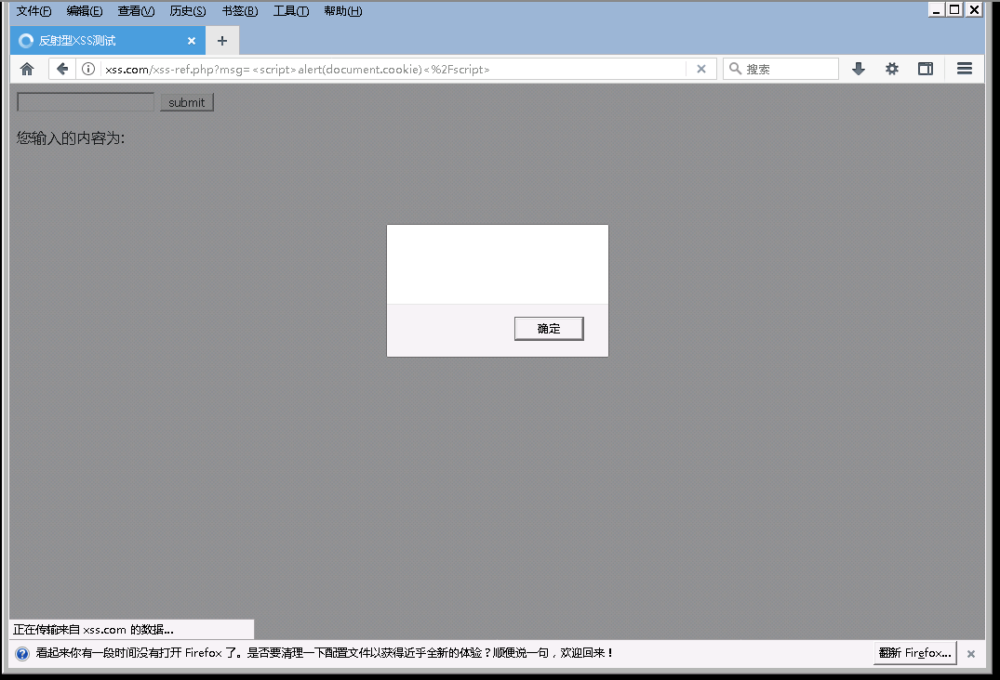 文件(F) 编辑(E) 查看(V) 历史(S) 书签(B) 工具(T) 帮助(H)
反射型XSS测试
xss.com/xss-ref.php?msg=<script>alert(document.cookie)<%2Fscript>
搜索
submit
您输入的内容为:
确定
正在传输来自 xss.com 的数据...
看起来你有一段时间没有打开 Firefox 了。是否要清理一下配置文件以获得近乎全新的体验？顺便说一句，欢迎回来！
翻新 Firefox...